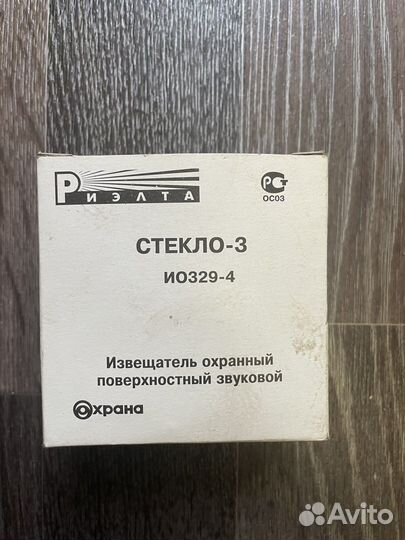 РИЭЛТА
РСТ
ОС03
СТЕКЛО-3
ИО329-4
Извещатель охранный
поверхностный звуковой
Охрана
Avito